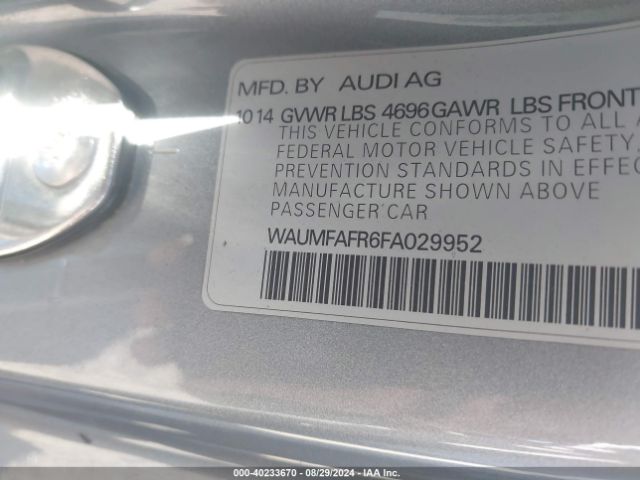 MFD. BY AUDI AG
1014 GVWR LBS 4696 GAWR LBS FRONT
THIS VEHICLE CONFORMS TO ALL A
FEDERAL MOTOR VEHICLE SAFETY,
PREVENTION STANDARDS IN EFFEC
MANUFACTURE SHOWN ABOVE
PASSENGER CAR
WAUMFAFR6FA029952
000-40233670 - 08/29/2024 - IAA Inc.